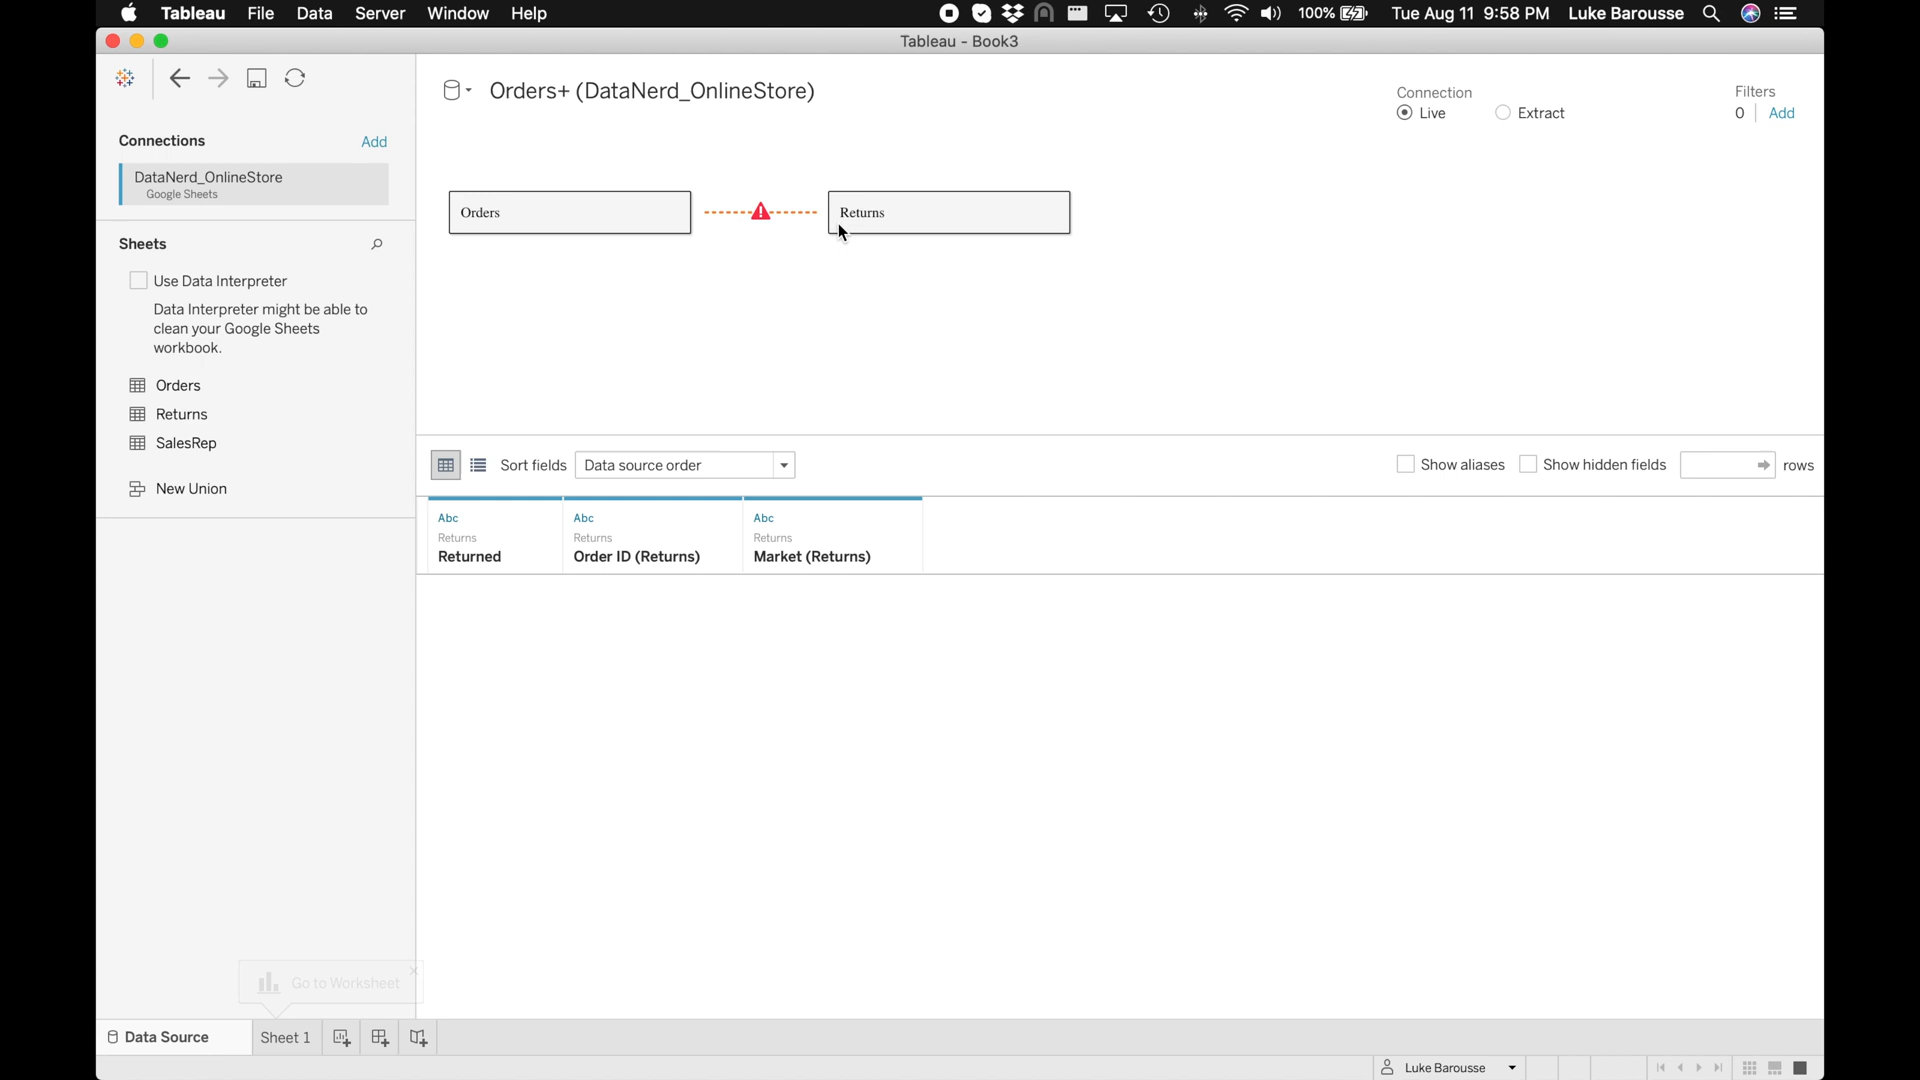 Tableau File Data Server Window Help 100% Tue Aug 11 9:58 PM Luke Barousse
Tableau - Book3
Orders+ (DataNerd_OnlineStore)
Connection
Live Extract
Filters
0 Add
Connections Add
DataNerd_OnlineStore
Google Sheets
Orders
Returns
Sheets
Use Data Interpreter
Data Interpreter might be able to
clean your Google Sheets
workbook.
Orders
Returns
SalesRep
New Union
Sort fields Data source order
Show aliases Show hidden fields rows
Abc Abc Abc
Returns Returns Returns
Returned Order ID (Returns) Market (Returns)
Go to Worksheet
Data Source Sheet 1
Luke Barousse